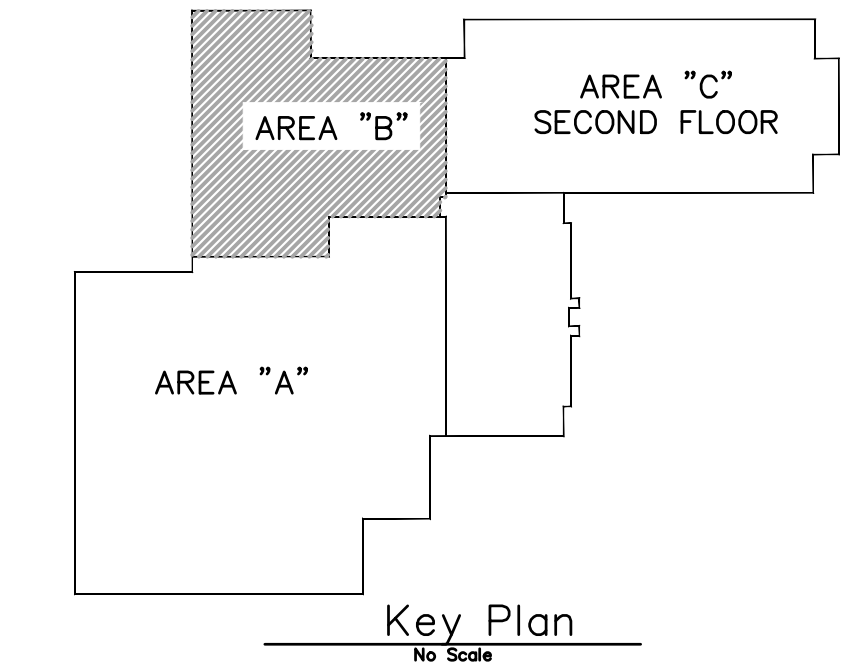 AREA "B"
AREA "C"
SECOND FLOOR
AREA "A"
Key Plan
No Scale